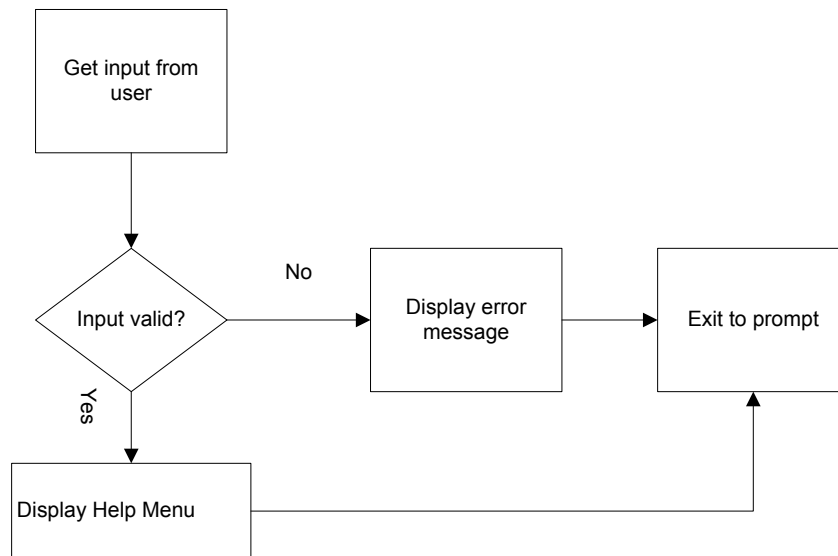 Get input from
user
Input valid?
No
Display error
message
Exit to prompt
Yes
Display Help Menu